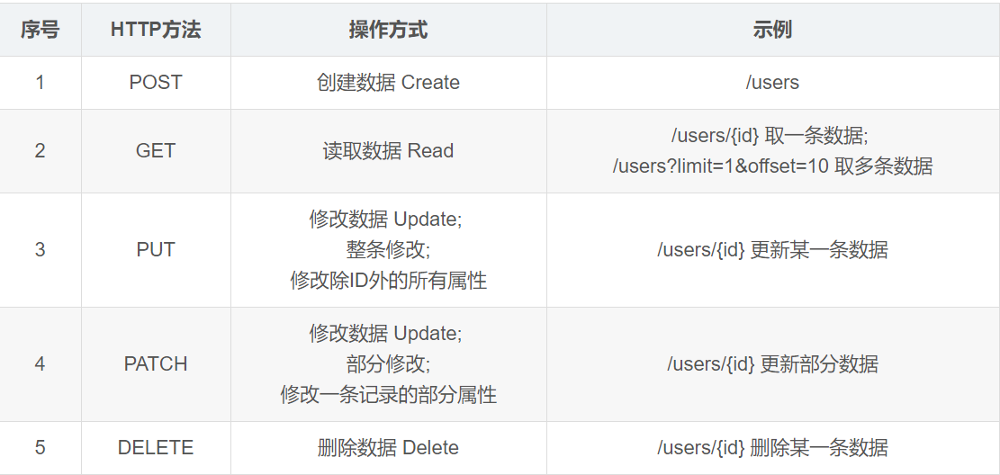 序号 HTTP方法 操作方式 示例
1 POST 创建数据 Create /users
2 GET 读取数据 Read /users/{id} 取一条数据;
/users?limit=1&offset=10 取多条数据
3 PUT 修改数据 Update;
整条修改;
修改除ID外的所有属性
/users/{id} 更新某一条数据
4 PATCH 修改数据 Update;
部分修改;
修改一条记录的部分属性
/users/{id} 更新部分数据
5 DELETE 删除数据 Delete /users/{id} 删除某一条数据